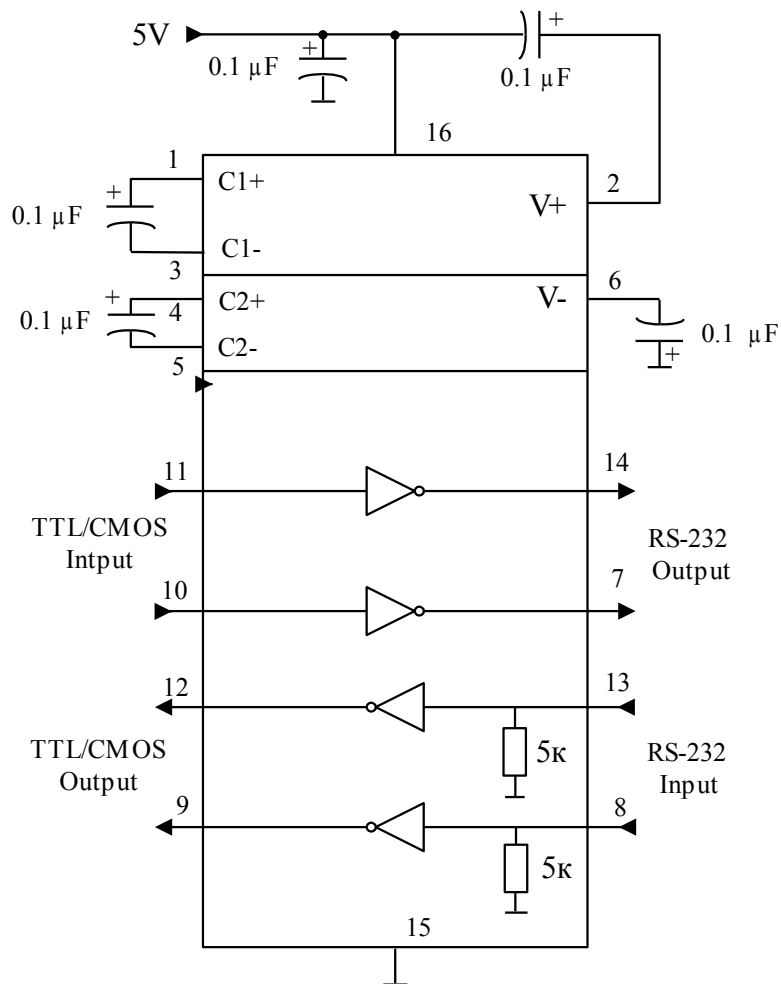 5V
+
0.1 µF
+
0.1 µF
16
1
C1+
2
+
V+
0.1 µF
C1-
3
6
+
4
C2+
V-
0.1 µF
C2-
0.1 µF
+
5
11
14
TTL/CMOS
Intput
RS-232
Output
10
7
12
13
TTL/CMOS
Output
5к
RS-232
Input
9
8
5к
15